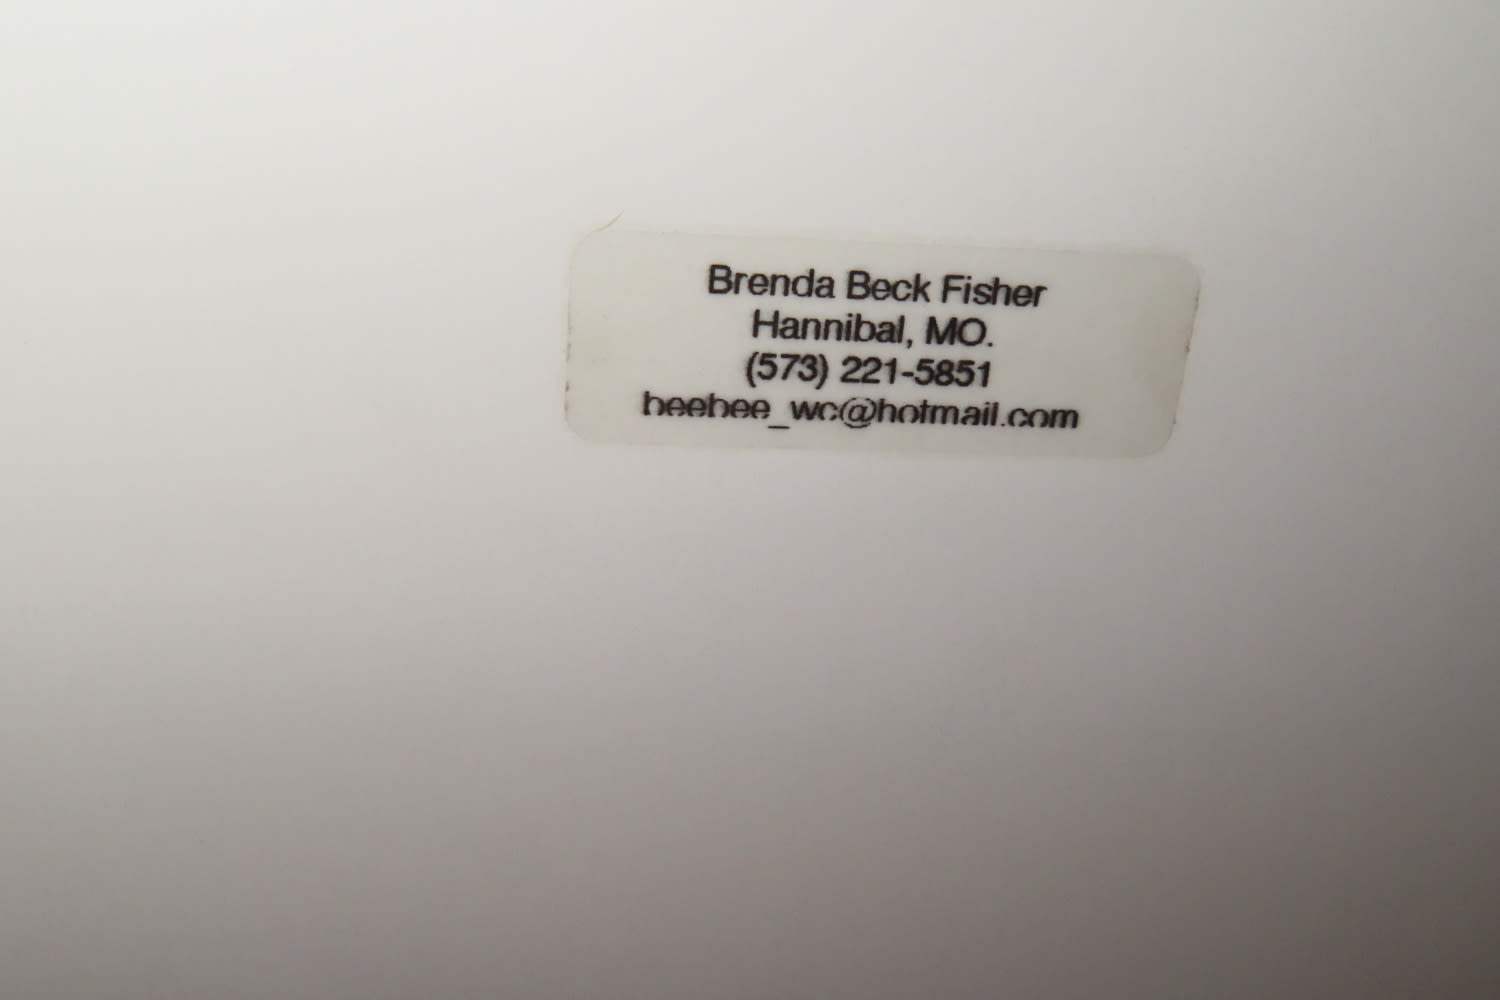 Brenda Beck Fisher
Hannibal, MO.
(573) 221-5851
beebee_wc@hotmail.com